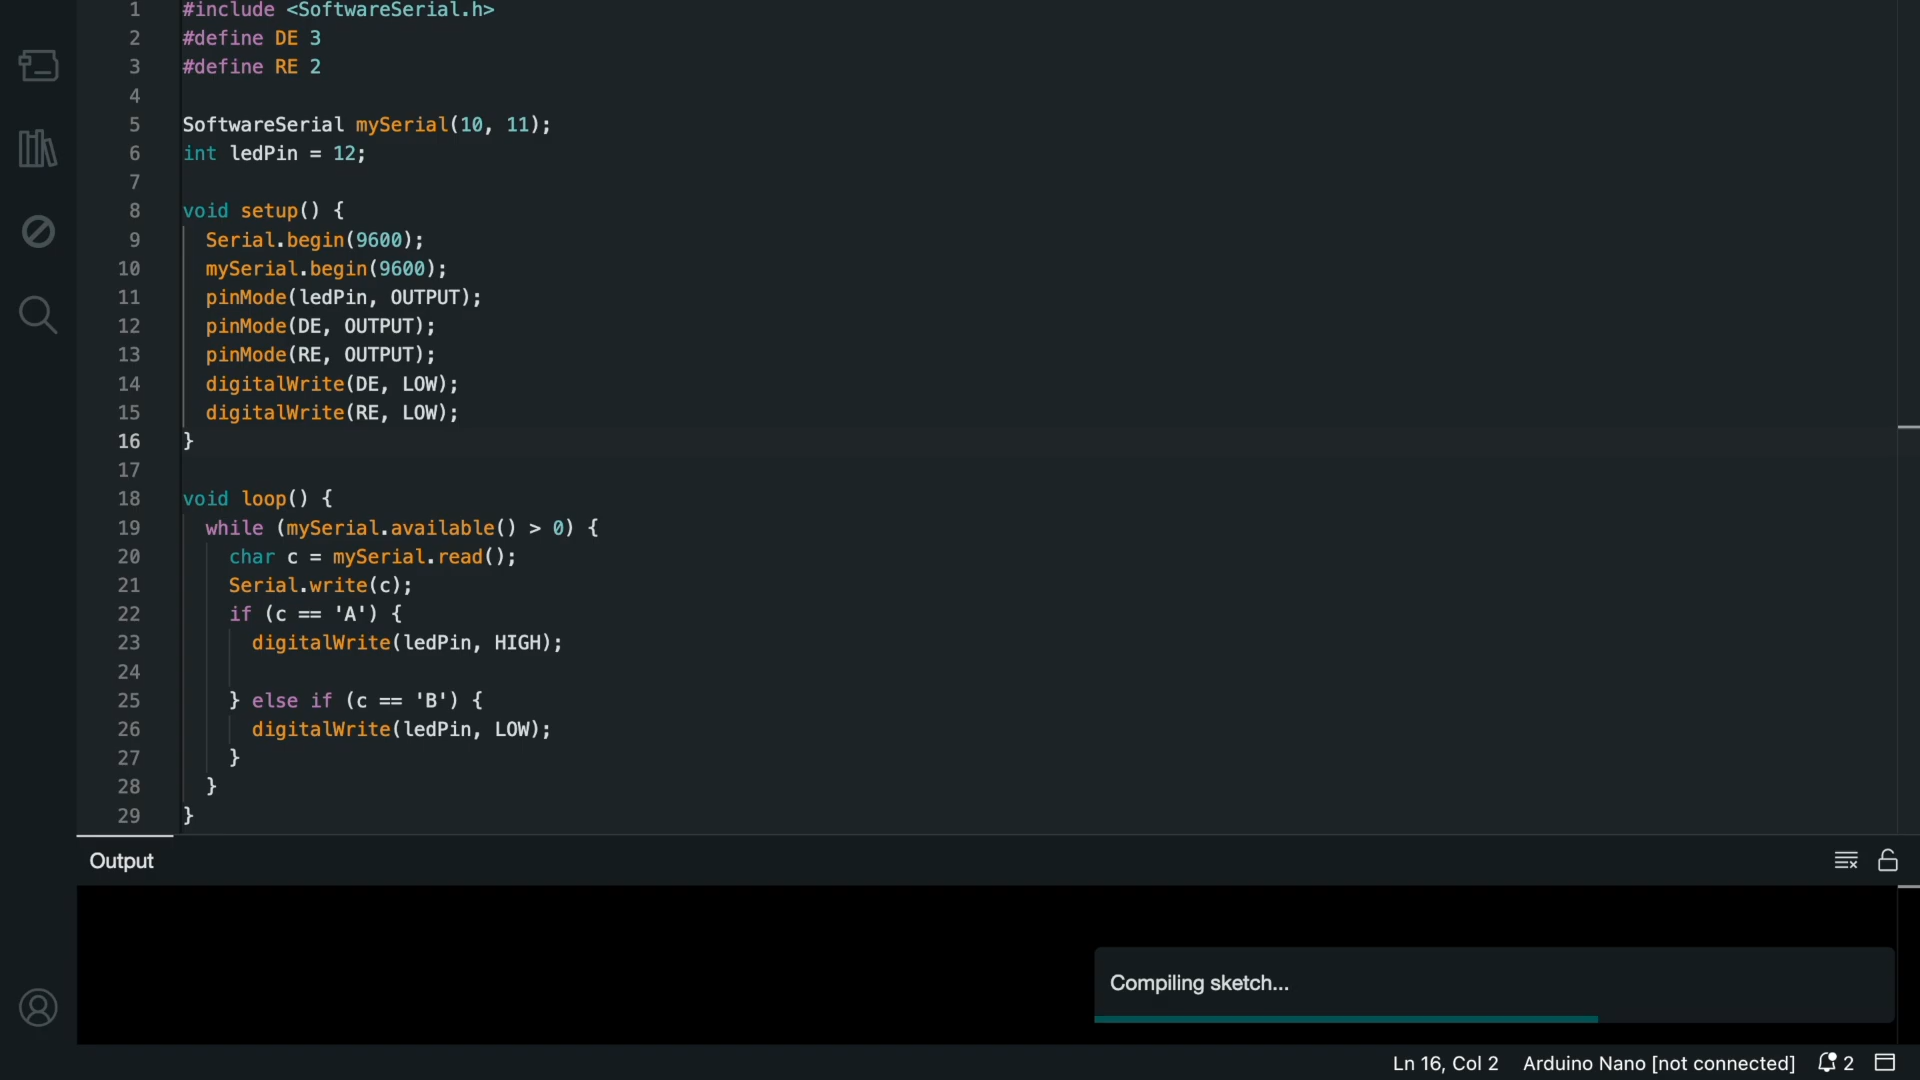 1 #include <SoftwareSerial.h>
2 #define DE 3
3 #define RE 2
4
5 SoftwareSerial mySerial(10, 11);
6 int ledPin = 12;
7
8 void setup() {
9   Serial.begin(9600);
10   mySerial.begin(9600);
11   pinMode(ledPin, OUTPUT);
12   pinMode(DE, OUTPUT);
13   pinMode(RE, OUTPUT);
14   digitalWrite(DE, LOW);
15   digitalWrite(RE, LOW);
16 }
17
18 void loop() {
19   while (mySerial.available() > 0) {
20     char c = mySerial.read();
21     Serial.write(c);
22     if (c == 'A') {
23       digitalWrite(ledPin, HIGH);
24
25     } else if (c == 'B') {
26       digitalWrite(ledPin, LOW);
27     }
28   }
29 }
Output
Compiling sketch...
Ln 16, Col 2 Arduino Nano [not connected] 2